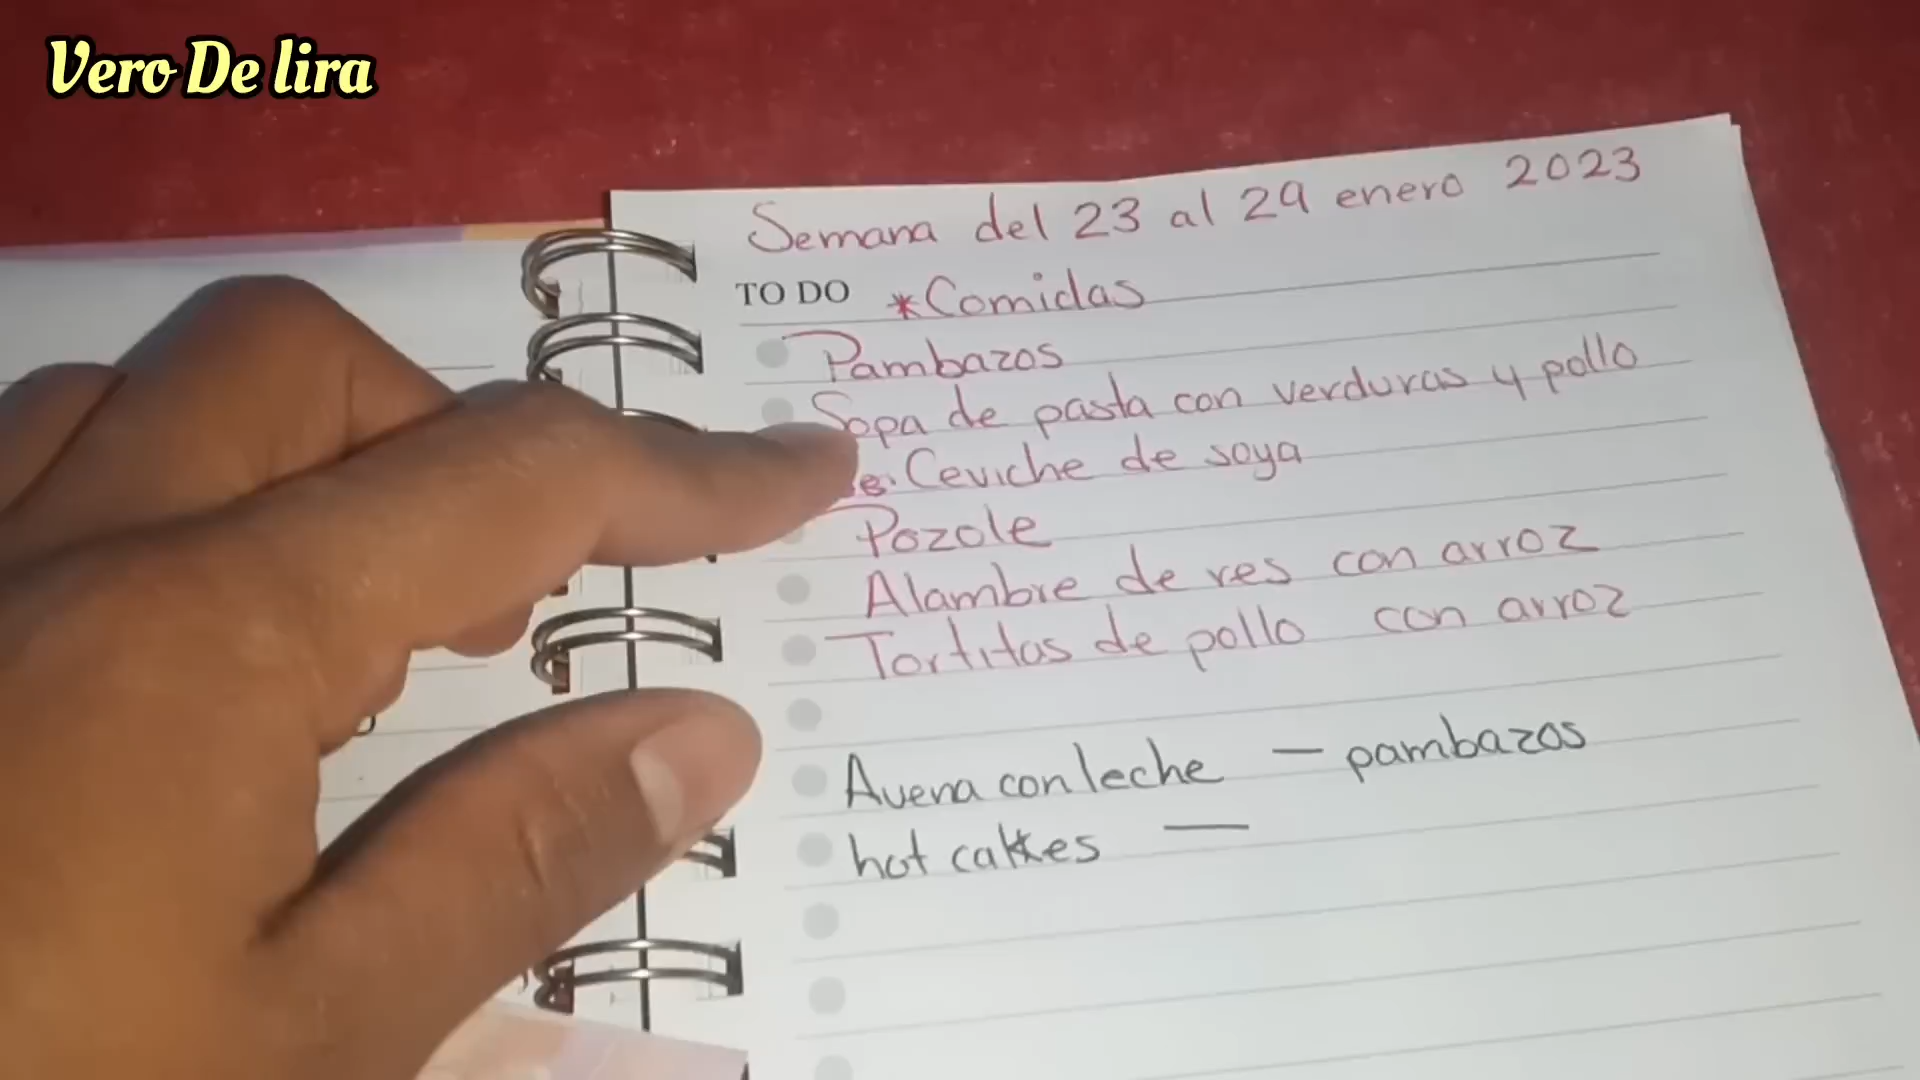 Vero De lira
Semana del 23 al 29 enero 2023
TO DO *Comidas
Pambazos
Sopa de pasta con verduras y pollo
Ceviche de soya
Pozole
Alambre de res con arroz
Tortitas de pollo con arroz
Avena con leche — pambazos
hot cakes —